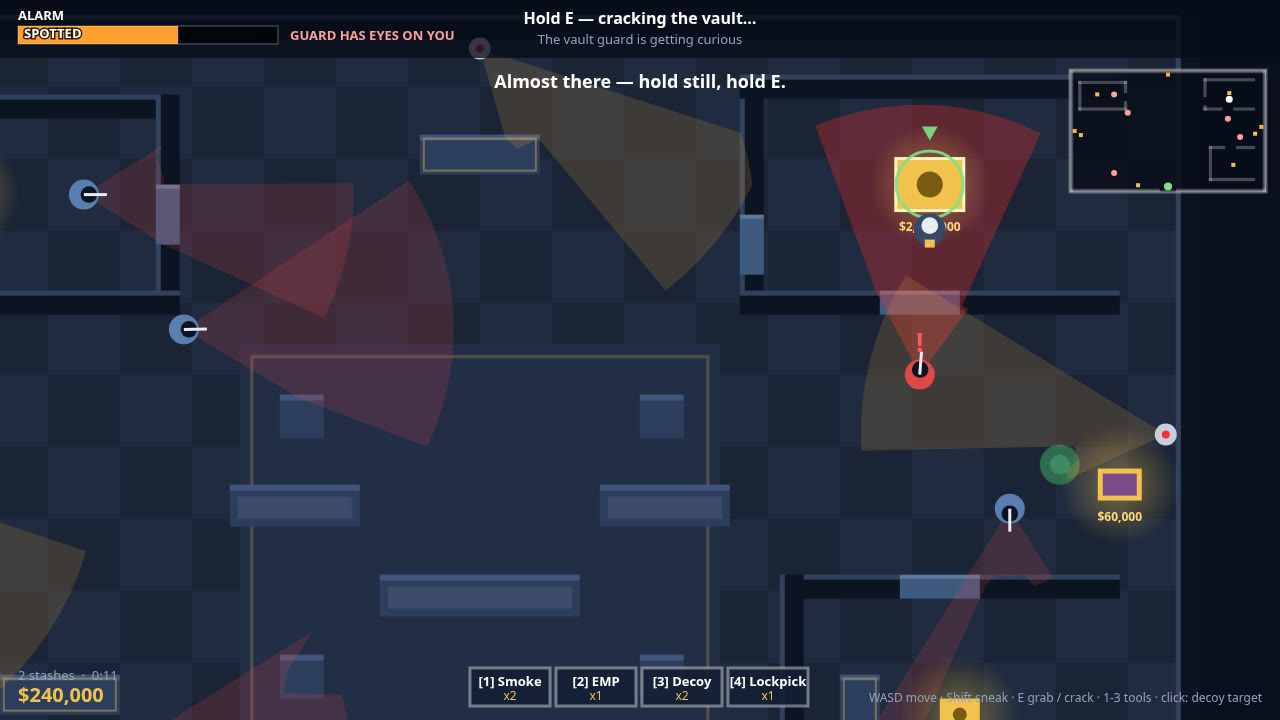 ALARM
SPOTTED
GUARD HAS EYES ON YOU
Hold E — cracking the vault...
The vault guard is getting curious
Almost there — hold still, hold E.
!
$60,000
2 stashes · 0:11
$240,000
[1] Smoke
x2
[2] EMP
x1
[3] Decoy
x2
[4] Lockpick
x1
WASD move · Shift sneak · E grab / crack · 1-3 tools · click: decoy target